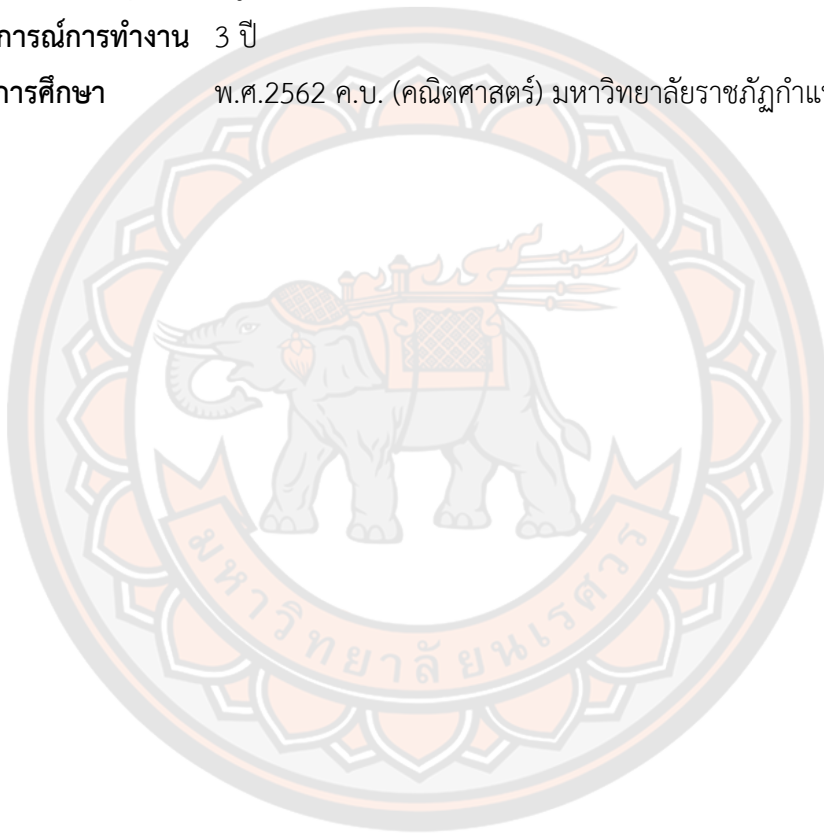 การณ์การทำงาน 3 ปี
การศึกษา พ.ศ.2562 ค.บ. (คณิตศาสตร์) มหาวิทยาลัยราชภัฏกำแ
มหาวิทยาลัยนเรศวร